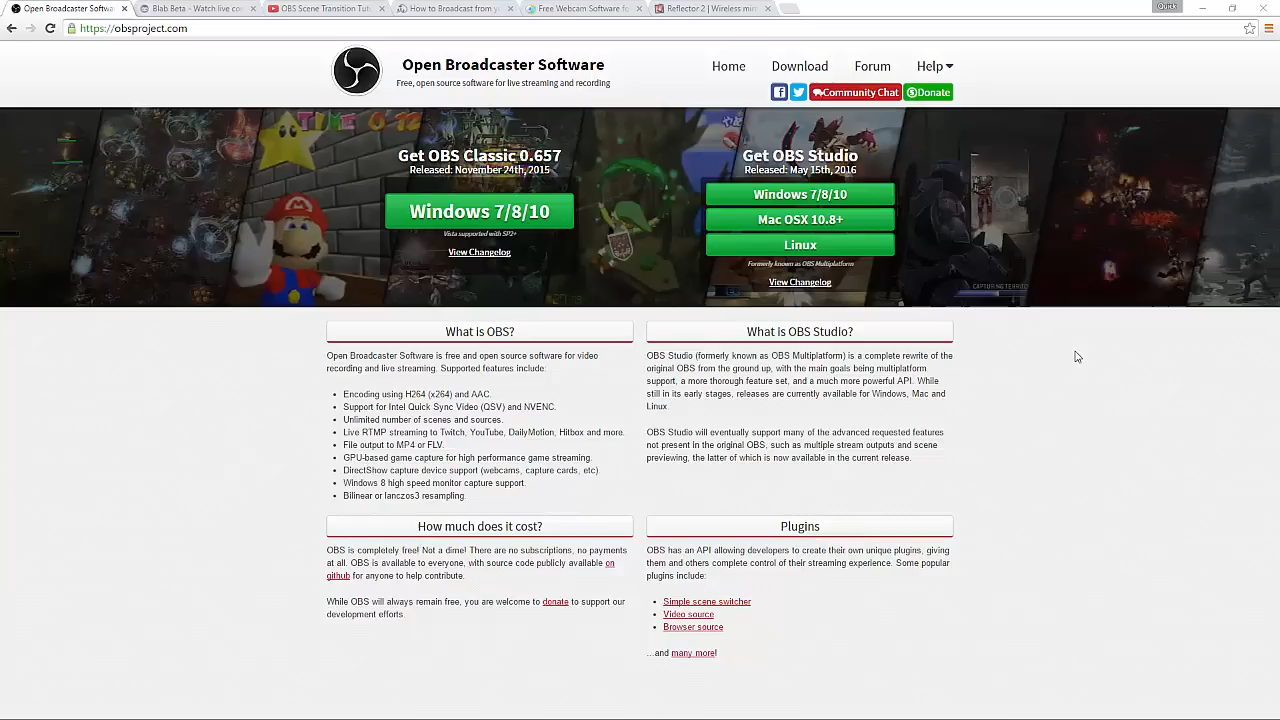 Quick
Open Broadcaster Softwa
Blab Beta - Watch live co
OBS Scene Transition Tut
How to Broadcast from y
Free Webcam Software fo
Reflector 2 | Wireless mir
https://obsproject.com
Open Broadcaster Software
Free, open source software for live streaming and recording
Home
Download
Forum
Help
Community Chat
Donate
TIME 0 12
Get OBS Classic 0.657
Released: November 24th, 2015
Windows 7/8/10
Vista supported with SP2+
View Changelog
Get OBS Studio
Released: May 15th, 2016
Windows 7/8/10
Mac OSX 10.8+
Linux
Formerly known as OBS Multiplatform
View Changelog
What is OBS?
Open Broadcaster Software is free and open source software for video
recording and live streaming. Supported features include:
• Encoding using H264 (x264) and AAC.
• Support for Intel Quick Sync Video (QSV) and NVENC.
• Unlimited number of scenes and sources.
• Live RTMP streaming to Twitch, YouTube, DailyMotion, Hitbox and more.
• File output to MP4 or FLV.
• GPU-based game capture for high performance game streaming.
• DirectShow capture device support (webcams, capture cards, etc).
• Windows 8 high speed monitor capture support.
• Bilinear or lanczos3 resampling.
What is OBS Studio?
OBS Studio (formerly known as OBS Multiplatform) is a complete rewrite of the
original OBS from the ground up, with the main goals being multiplatform
support, a more thorough feature set, and a much more powerful API. While
still in its early stages, releases are currently available for Windows, Mac and
Linux.
OBS Studio will eventually support many of the advanced requested features
not present in the original OBS, such as multiple stream outputs and scene
previewing, the latter of which is now available in the current release.
How much does it cost?
OBS is completely free! Not a dime! There are no subscriptions, no payments
at all. OBS is available to everyone, with source code publicly available on
github for anyone to help contribute.
While OBS will always remain free, you are welcome to donate to support our
development efforts.
Plugins
OBS has an API allowing developers to create their own unique plugins, giving
them and others complete control of their streaming experience. Some popular
plugins include:
• Simple scene switcher
• Video source
• Browser source
...and many more!